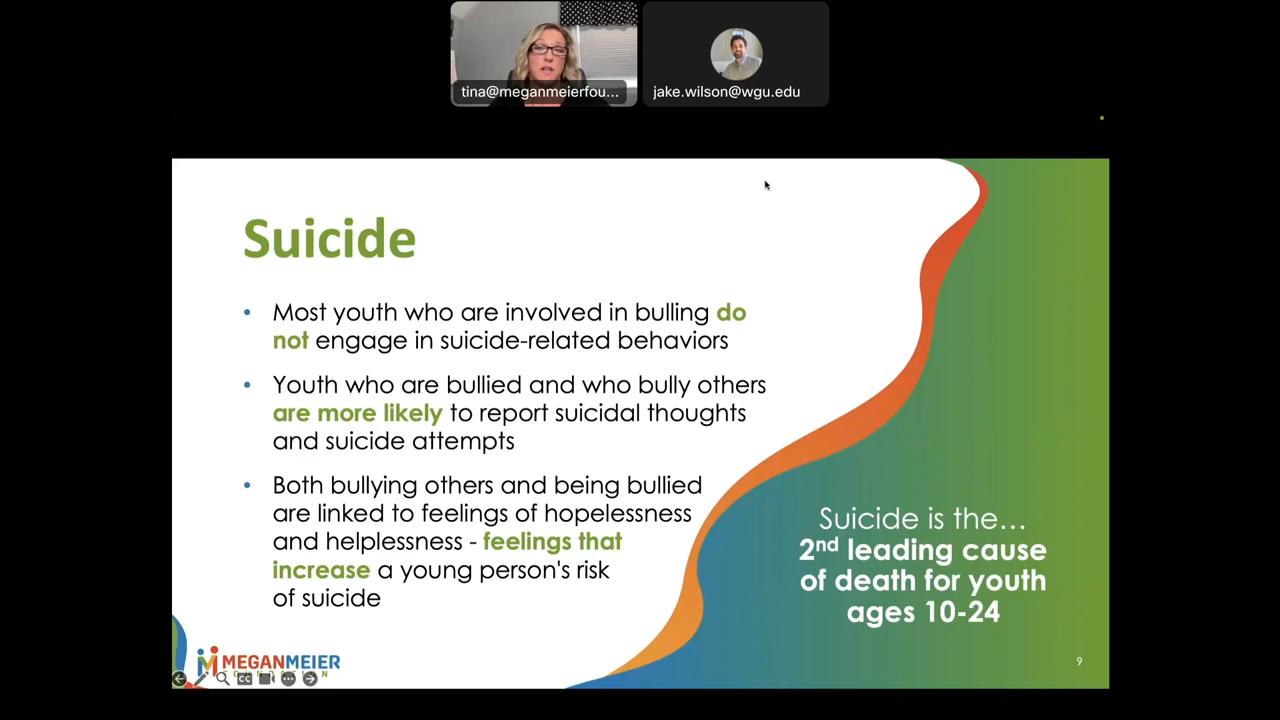 tina@meganmeierfou...
jake.wilson@wgu.edu
Suicide
• Most youth who are involved in bulling do
not engage in suicide-related behaviors
• Youth who are bullied and who bully others
are more likely to report suicidal thoughts
and suicide attempts
• Both bullying others and being bullied
are linked to feelings of hopelessness
and helplessness - feelings that
increase a young person's risk
of suicide
Suicide is the...
2nd leading cause
of death for youth
ages 10-24
MEGANMEIER
FOUNDATION
CC
9